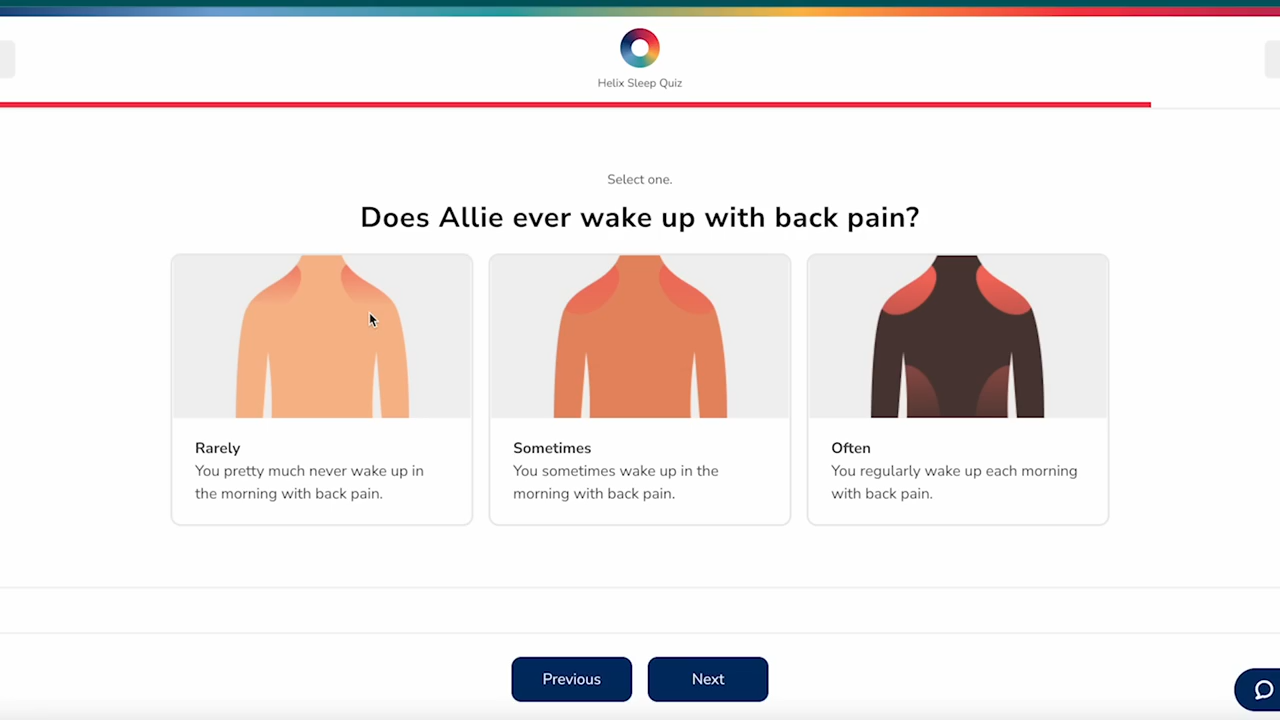 Helix Sleep Quiz
Select one.
Does Allie ever wake up with back pain?
Rarely
You pretty much never wake up in
the morning with back pain.
Sometimes
You sometimes wake up in the
morning with back pain.
Often
You regularly wake up each morning
with back pain.
Previous
Next